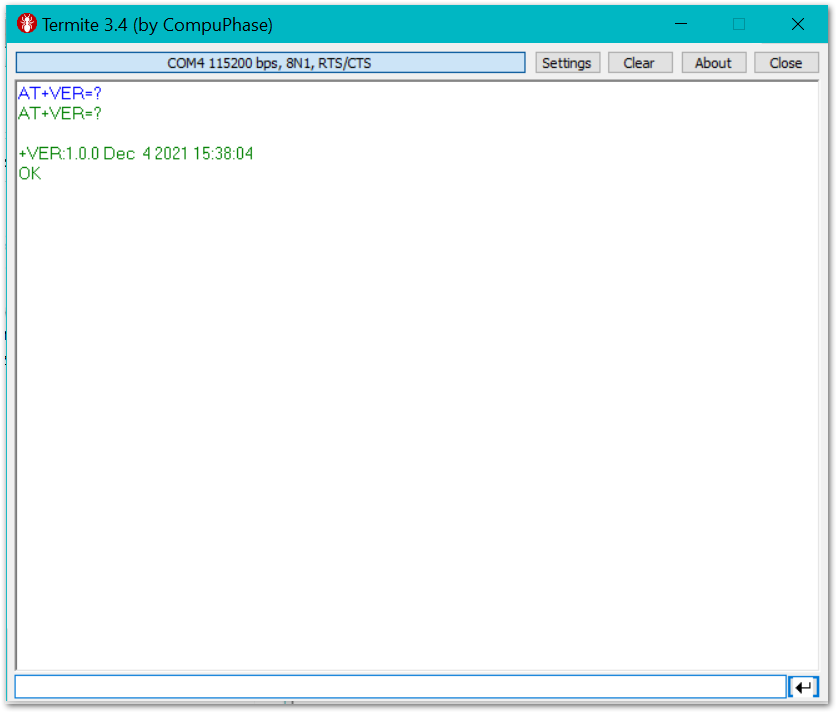 Termite 3.4 (by CompuPhase)
COM4 115200 bps, 8N1, RTS/CTS
Settings
Clear
About
Close
AT+VER=?
AT+VER=?
+VER:1.0.0 Dec  4 2021 15:38:04
OK